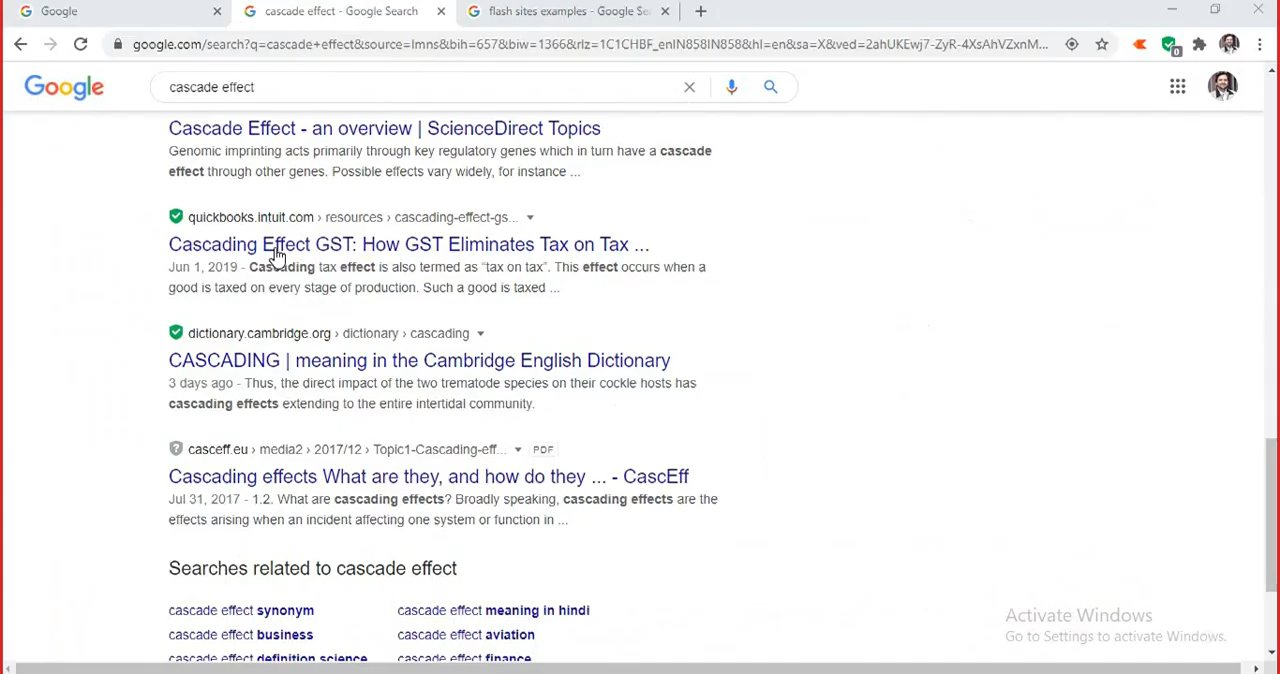 Google
cascade effect - Google Search
flash sites examples - Google Se
google.com/search?q=cascade+effect&source=lmns&bih=657&biw=1366&rlz=1C1CHBF_enIN858IN858&hl=en&sa=X&ved=2ahUKEwj7-ZyR-4XsAhVZxnM...
0
Google
cascade effect
Cascade Effect - an overview | ScienceDirect Topics
Genomic imprinting acts primarily through key regulatory genes which in turn have a cascade
effect through other genes. Possible effects vary widely, for instance ...
quickbooks.intuit.com › resources › cascading-effect-gs...
Cascading Effect GST: How GST Eliminates Tax on Tax ...
Jun 1, 2019 - Cascading tax effect is also termed as “tax on tax”. This effect occurs when a
good is taxed on every stage of production. Such a good is taxed ...
dictionary.cambridge.org › dictionary › cascading
CASCADING | meaning in the Cambridge English Dictionary
3 days ago - Thus, the direct impact of the two trematode species on their cockle hosts has
cascading effects extending to the entire intertidal community.
casceff.eu › media2 › 2017/12 › Topic1-Cascading-eff... PDF
Cascading effects What are they, and how do they ... - CascEff
Jul 31, 2017 - 1.2. What are cascading effects? Broadly speaking, cascading effects are the
effects arising when an incident affecting one system or function in ...
Searches related to cascade effect
cascade effect synonym
cascade effect meaning in hindi
cascade effect business
cascade effect aviation
cascade effect definition science
cascade effect finance
Activate Windows
Go to Settings to activate Windows.